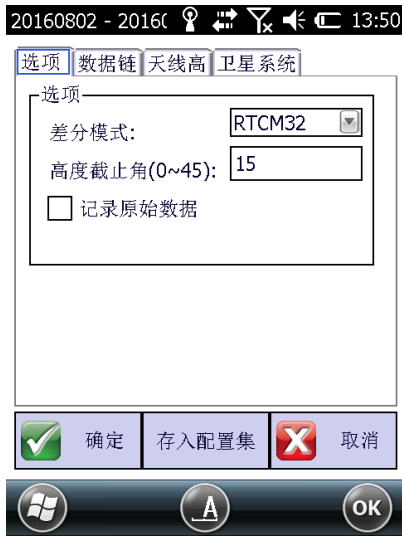 20160802 - 2016( 13:50
选项 数据链 天线高 卫星系统
选项
差分模式: RTCM32
高度截止角(0~45): 15
记录原始数据
确定 存入配置集 取消
A OK